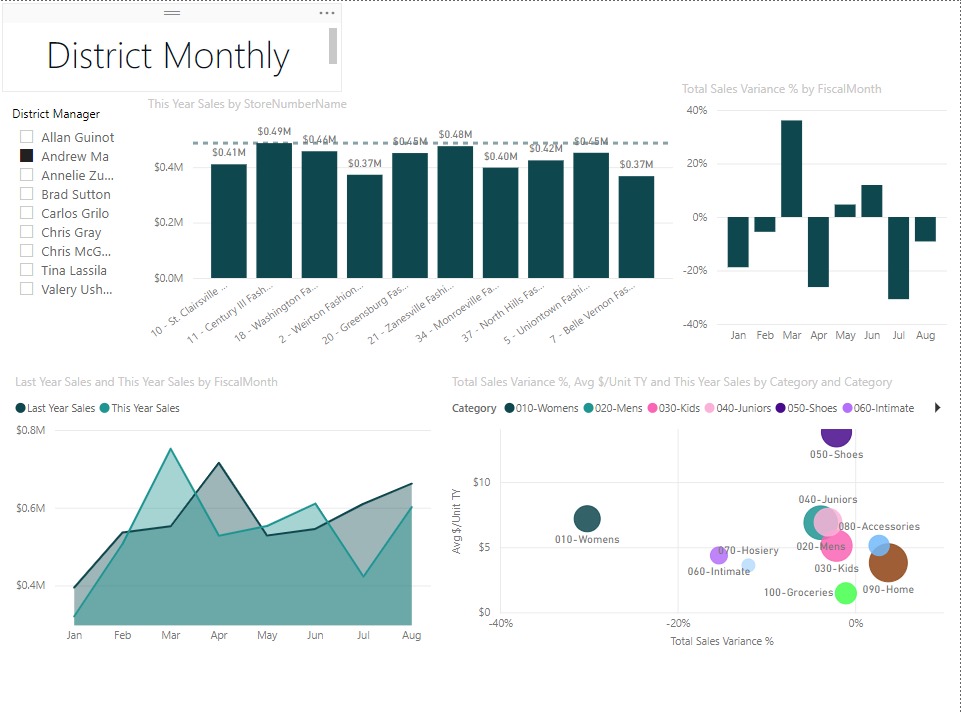 District Monthly
District Manager
Allan Guinot
Andrew Ma
Annelie Zu...
Brad Sutton
Carlos Grilo
Chris Gray
Chris McG...
Tina Lassila
Valery Ush...
This Year Sales by StoreNumberName
$0.4M
$0.2M
$0.0M
$0.41M
$0.49M
$0.46M
$0.37M
$0.45M
$0.48M
$0.40M
$0.42M
$0.45M
$0.37M
10 - St. Clairsville ...
11 - Century III Fash...
18 - Washington Fa...
2 - Weirton Fashion...
20 - Greensburg Fas...
21 - Zanesville Fashi...
34 - Monroeville Fa...
37 - North Hills Fas...
5 - Uniontown Fashi...
7 - Belle Vernon Fas...
Total Sales Variance % by FiscalMonth
40%
20%
0%
-20%
-40%
Jan Feb Mar Apr May Jun Jul Aug
Last Year Sales and This Year Sales by FiscalMonth
Last Year Sales This Year Sales
$0.8M
$0.6M
$0.4M
Jan Feb Mar Apr May Jun Jul Aug
Total Sales Variance %, Avg $/Unit TY and This Year Sales by Category and Category
Category 010-Womens 020-Mens 030-Kids 040-Juniors 050-Shoes 060-Intimate
Avg $/Unit TY
$10
$5
$0
050-Shoes
040-Juniors
010-Womens
080-Accessories
020-Mens
070-Hosiery
030-Kids
060-Intimate
100-Groceries
090-Home
-40% -20% 0%
Total Sales Variance %